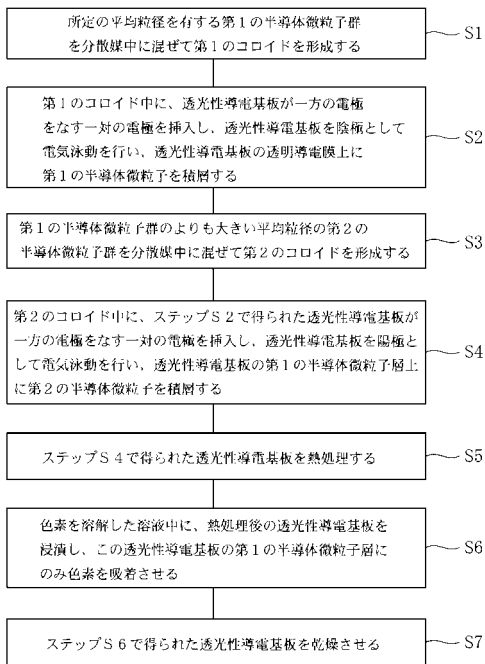 所定の平均粒径を有する第1の半導体微粒子群
を分散媒中に混ぜて第1のコロイドを形成する
S1
第1のコロイド中に、透光性導電基板が一方の電極
をなす一対の電極を挿入し、透光性導電基板を陰極として
電気泳動を行い、透光性導電基板の透明導電膜上に
第1の半導体微粒子を積層する
S2
第1の半導体微粒子群のよりも大きい平均粒径の第2の
半導体微粒子群を分散媒中に混ぜて第2のコロイドを形成する
S3
第2のコロイド中に、ステップS2で得られた透光性導電基板が
一方の電極をなす一対の電極を挿入し、透光性導電基板を陽極と
して電気泳動を行い、透光性導電基板の第1の半導体微粒子層上
に第2の半導体微粒子を積層する
S4
ステップS4で得られた透光性導電基板を熱処理する
S5
色素を溶解した溶液中に、熱処理後の透光性導電基板を
浸漬し、この透光性導電基板の第1の半導体微粒子層に
のみ色素を吸着させる
S6
ステップS6で得られた透光性導電基板を乾燥させる
S7